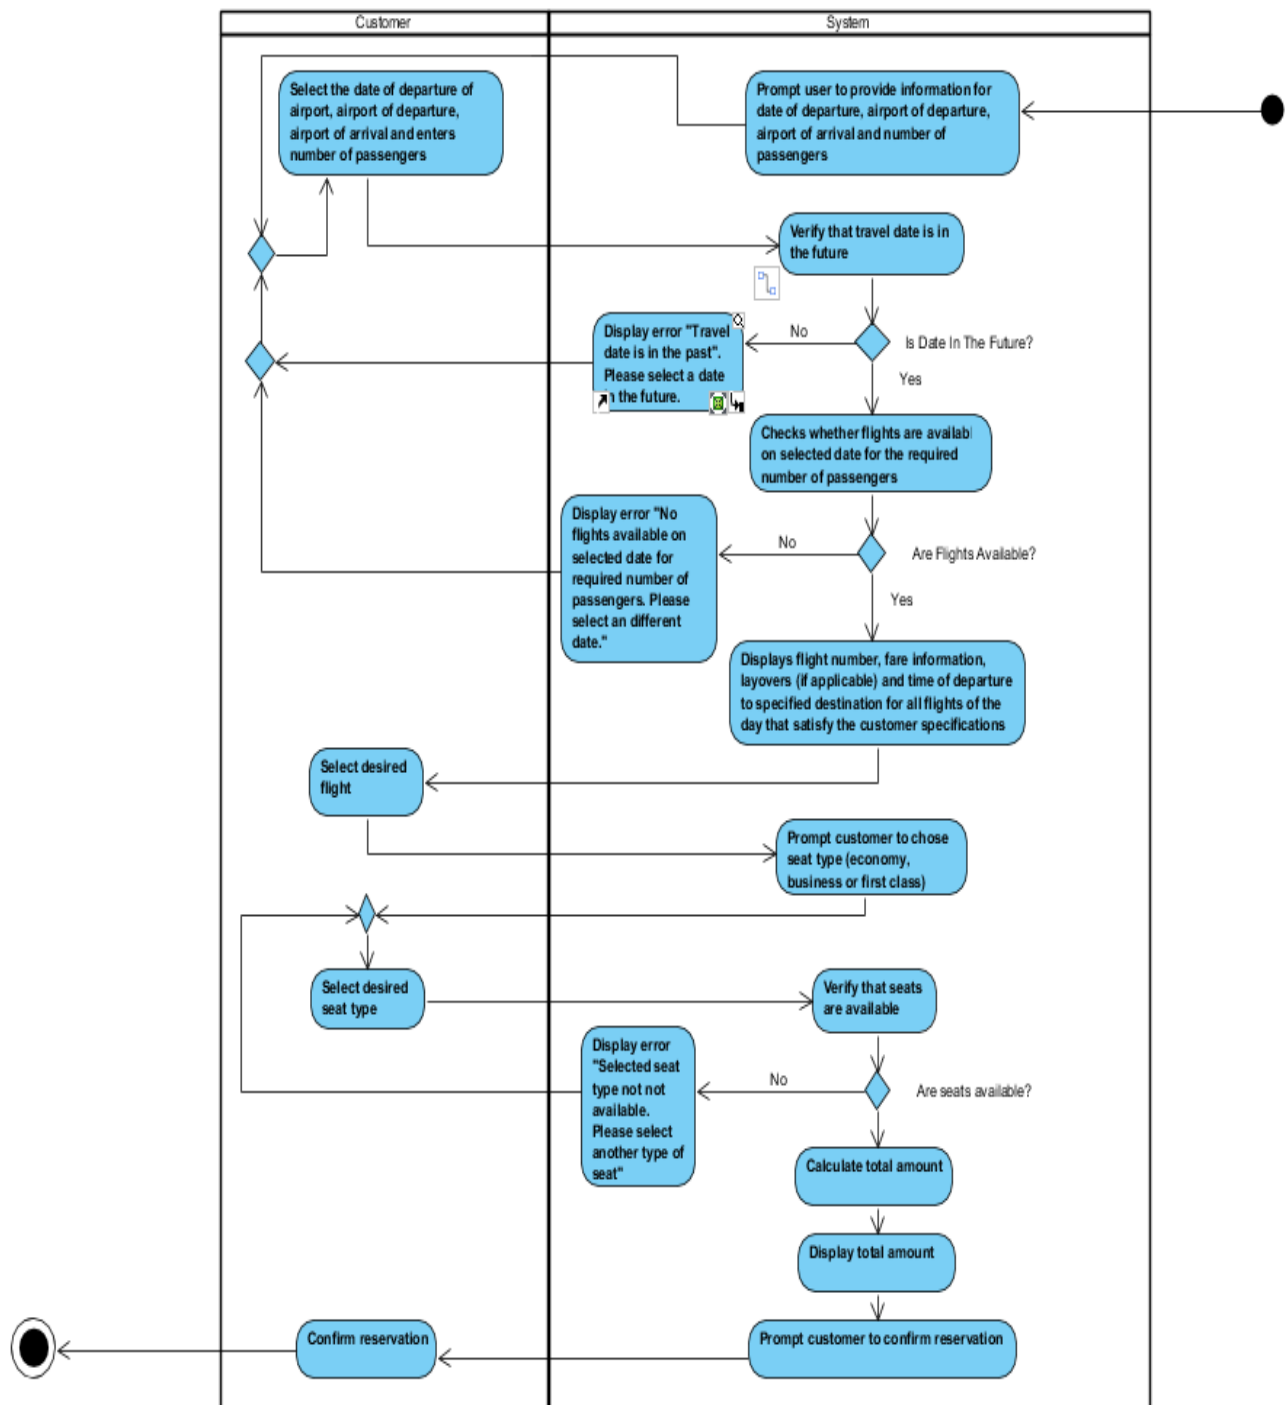 Customer
System
Select the date of departure of
airport, airport of departure,
airport of arrival and enters
number of passengers
Prompt user to provide information for
date of departure, airport of departure,
airport of arrival and number of
passengers
Verify that travel date is in
the future
Is Date In The Future?
No
Yes
Display error "Travel
date is in the past".
Please select a date
the future.
Checks whether flights are availabl
on selected date for the required
number of passengers
Are Flights Available?
No
Yes
Display error "No
flights available on
selected date for
required number of
passengers. Please
select an different
date."
Displays flight number, fare information,
layovers (if applicable) and time of departure
to specified destination for all flights of the
day that satisfy the customer specifications
Select desired
flight
Prompt customer to chose
seat type (economy,
business or first class)
Select desired
seat type
Verify that seats
are available
Are seats available?
No
Display error
"Selected seat
type not not
available.
Please select
another type of
seat"
Calculate total amount
Display total amount
Prompt customer to confirm reservation
Confirm reservation